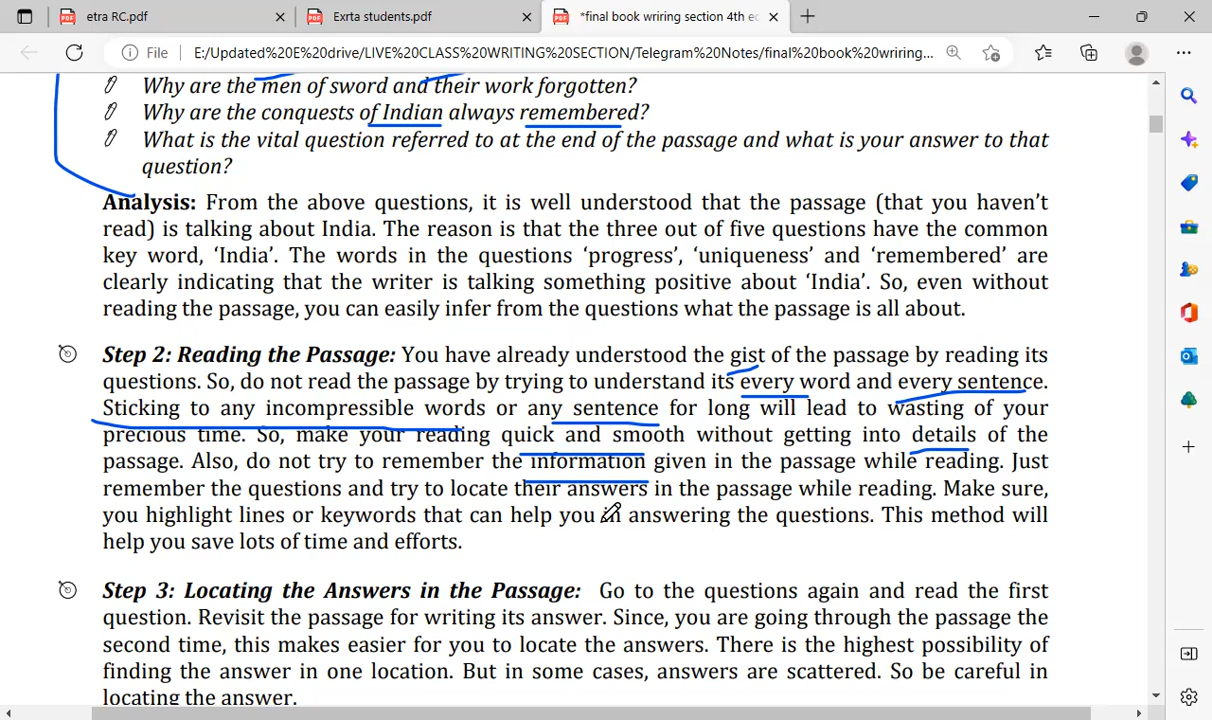 etra RC.pdf
Exrta students.pdf
*final book wriring section 4th ec
File
E:/Updated%20E%20drive/LIVE%20CLASS%20WRITING%20SECTION/Telegram%20Notes/final%20book%20wriring...
Why are the men of sword and their work forgotten?
Why are the conquests of Indian always remembered?
What is the vital question referred to at the end of the passage and what is your answer to that
question?
Analysis: From the above questions, it is well understood that the passage (that you haven't
read) is talking about India. The reason is that the three out of five questions have the common
key word, 'India'. The words in the questions 'progress', 'uniqueness' and 'remembered' are
clearly indicating that the writer is talking something positive about 'India'. So, even without
reading the passage, you can easily infer from the questions what the passage is all about.
Step 2: Reading the Passage: You have already understood the gist of the passage by reading its
questions. So, do not read the passage by trying to understand its every word and every sentence.
Sticking to any incompressible words or any sentence for long will lead to wasting of your
precious time. So, make your reading quick and smooth without getting into details of the
passage. Also, do not try to remember the information given in the passage while reading. Just
remember the questions and try to locate their answers in the passage while reading. Make sure,
you highlight lines or keywords that can help you in answering the questions. This method will
help you save lots of time and efforts.
Step 3: Locating the Answers in the Passage: Go to the questions again and read the first
question. Revisit the passage for writing its answer. Since, you are going through the passage the
second time, this makes easier for you to locate the answers. There is the highest possibility of
finding the answer in one location. But in some cases, answers are scattered. So be careful in
locating the answer.